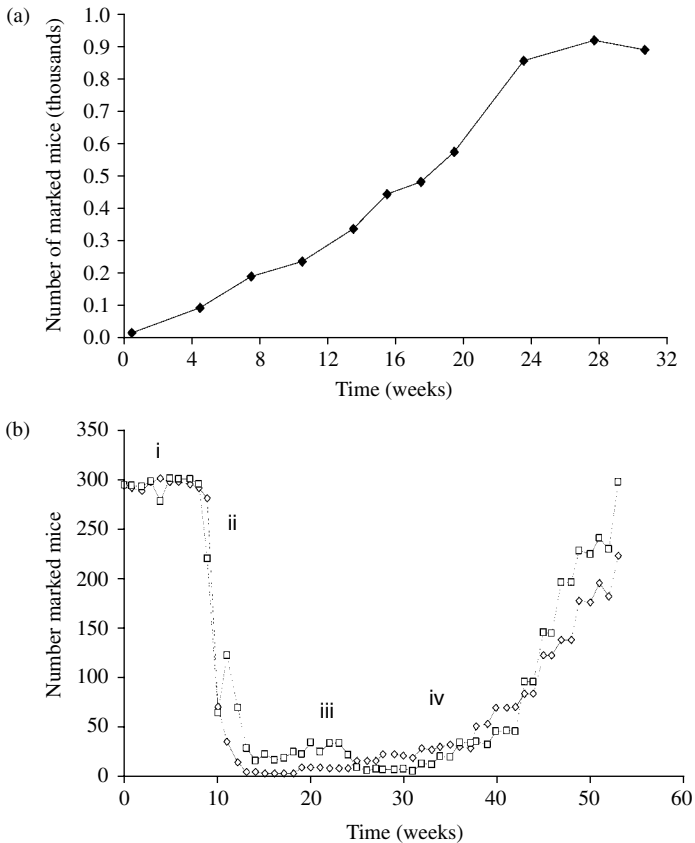 (a)
Number of marked mice (thousands)
1.0
0.9
0.8
0.7
0.6
0.5
0.4
0.3
0.2
0.1
0.0
0 4 8 12 16 20 24 28 32
Time (weeks)
(b)
Number marked mice
350
300
250
200
150
100
50
0
i
ii
iii
iv
0 10 20 30 40 50 60
Time (weeks)